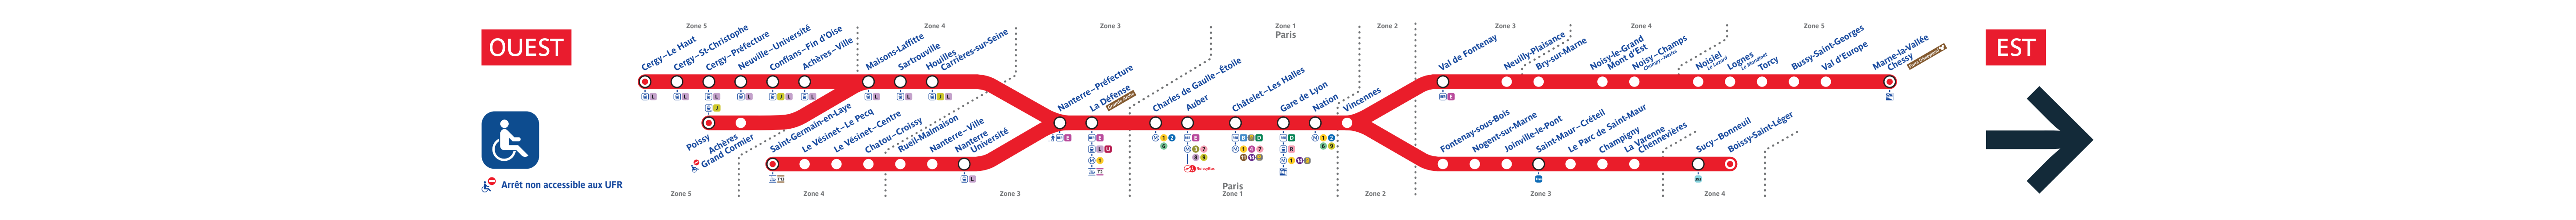 OUEST
EST
Zone 5
Zone 4
Zone 3
Zone 1
Paris
Zone 2
Zone 3
Zone 4
Zone 5
Cergy–Le Haut
Cergy–St-Christophe
Cergy–Préfecture
Neuville–Université
Conflans–Fin d'Oise
Achères–Ville
Maisons-Laffitte
Sartrouville
Houilles
Carrières-sur-Seine
Poissy
Achères
Grand Cormier
Saint-Germain-en-Laye
Le Vésinet–Le Pecq
Le Vésinet–Centre
Chatou–Croissy
Rueil-Malmaison
Nanterre–Ville
Nanterre
Université
Nanterre–Préfecture
La Défense
Grande Arche
Charles de Gaulle–Étoile
Auber
Châtelet–Les Halles
Gare de Lyon
Nation
Vincennes
Val de Fontenay
Neuilly-Plaisance
Bry-sur-Marne
Noisy-le-Grand
Mont d'Est
Noisy–Champs
Champy–Nesles
Noisiel
Le Luzard
Lognes
Le Mandinet
Torcy
Bussy-Saint-Georges
Val d'Europe
Marne-la-Vallée
Chessy
Fontenay-sous-Bois
Nogent-sur-Marne
Joinville-le-Pont
Saint-Maur–Créteil
Le Parc de Saint-Maur
Champigny
La Varenne
Chennevières
Sucy–Bonneuil
Boissy-Saint-Léger
Arrêt non accessible aux UFR
Zone 5
Zone 4
Zone 3
Paris
Zone 1
Zone 2
Zone 3
Zone 4